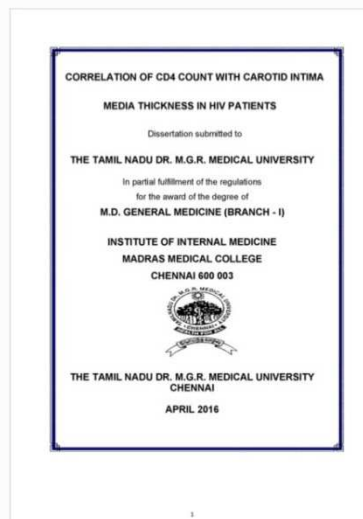 CORRELATION OF CD4 COUNT WITH CAROTID INTIMA
MEDIA THICKNESS IN HIV PATIENTS
Dissertation submitted to
THE TAMIL NADU DR. M.G.R. MEDICAL UNIVERSITY
In partial fulfillment of the regulations
for the award of the degree of
M.D. GENERAL MEDICINE (BRANCH - I)
INSTITUTE OF INTERNAL MEDICINE
MADRAS MEDICAL COLLEGE
CHENNAI 600 003
THE TAMIL NADU DR. M.G.R. MEDICAL UNIVERSITY
CHENNAI
APRIL 2016
1